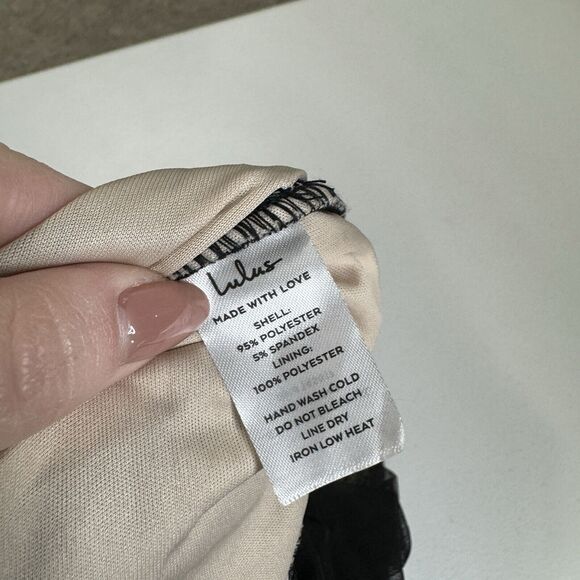 Lulus
MADE WITH LOVE
SHELL:
95% POLYESTER
5% SPANDEX
LINING:
100% POLYESTER
HAND WASH COLD
DO NOT BLEACH
LINE DRY
IRON LOW HEAT